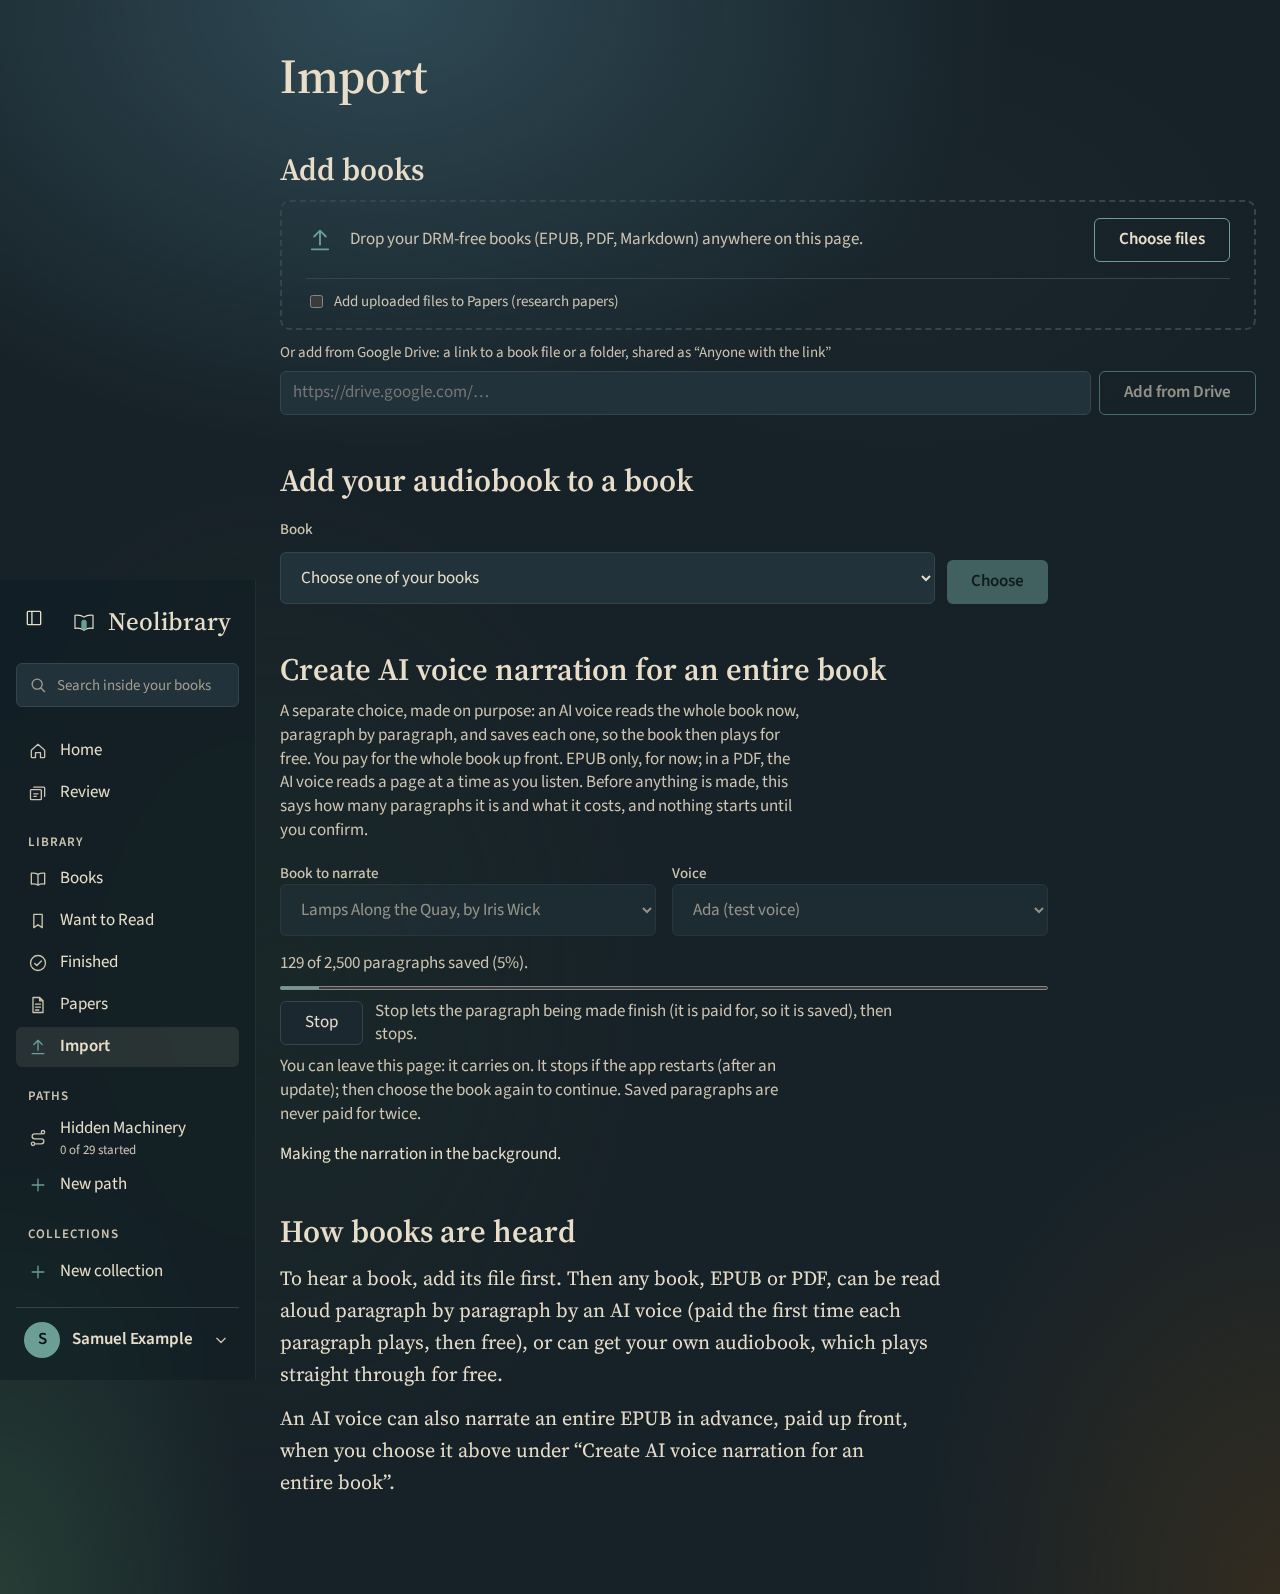 Import
Add books
Drop your DRM-free books (EPUB, PDF, Markdown) anywhere on this page.
Choose files
Add uploaded files to Papers (research papers)
Or add from Google Drive: a link to a book file or a folder, shared as “Anyone with the link”
https://drive.google.com/…
Add from Drive
Add your audiobook to a book
Book
Choose one of your books
Choose
Neolibrary
Search inside your books
Home
Review
LIBRARY
Books
Want to Read
Finished
Papers
Import
PATHS
Hidden Machinery
0 of 29 started
New path
COLLECTIONS
New collection
S
Samuel Example
Create AI voice narration for an entire book
A separate choice, made on purpose: an AI voice reads the whole book now,
paragraph by paragraph, and saves each one, so the book then plays for
free. You pay for the whole book up front. EPUB only, for now; in a PDF, the
AI voice reads a page at a time as you listen. Before anything is made, this
says how many paragraphs it is and what it costs, and nothing starts until
you confirm.
Book to narrate
Voice
Lamps Along the Quay, by Iris Wick
Ada (test voice)
129 of 2,500 paragraphs saved (5%).
Stop
Stop lets the paragraph being made finish (it is paid for, so it is saved), then
stops.
You can leave this page: it carries on. It stops if the app restarts (after an
update); then choose the book again to continue. Saved paragraphs are
never paid for twice.
Making the narration in the background.
How books are heard
To hear a book, add its file first. Then any book, EPUB or PDF, can be read
aloud paragraph by paragraph by an AI voice (paid the first time each
paragraph plays, then free), or can get your own audiobook, which plays
straight through for free.
An AI voice can also narrate an entire EPUB in advance, paid up front,
when you choose it above under “Create AI voice narration for an
entire book”.